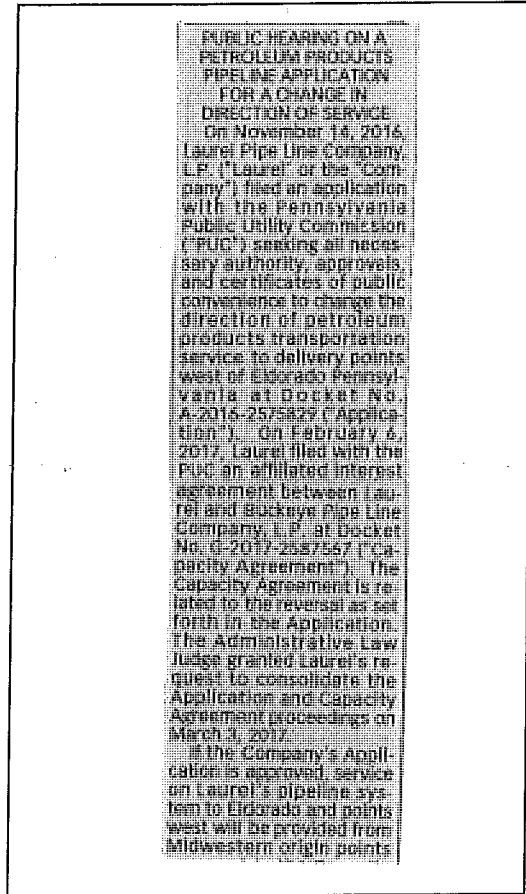 PUBLIC HEARING ON A
PETROLEUM PRODUCTS
PIPELINE APPLICATION
FOR A CHANGE IN
DIRECTION OF SERVICE
On November 14, 2016,
Laurel Pipe Line Company,
L.P. ("Laurel" or the "Com-
pany") filed an application
with the Pennsylvania
Public Utility Commission
("PUC") seeking all neces-
sary authority, approvals,
and certificates of public
convenience to change the
direction of petroleum
products transportation
service to delivery points
west of Eldorado Pennsyl-
vania at Docket No.
A-2016-2575829 ("Applica-
tion"). On February 6,
2017, Laurel filed with the
PUC an affiliated interest
agreement between Lau-
rel and Buckeye Pipe Line
Company, L.P. at Docket
No. G-2017-2587567 ("Ca-
pacity Agreement"). The
Capacity Agreement is re-
lated to the reversal as set
forth in the Application.
The Administrative Law
Judge granted Laurel's re-
quest to consolidate the
Application and Capacity
Agreement proceedings on
March 3, 2017.
If the Company's Appli-
cation is approved, service
on Laurel's pipeline sys-
tem to Eldorado and points
west will be provided from
Midwestern origin points